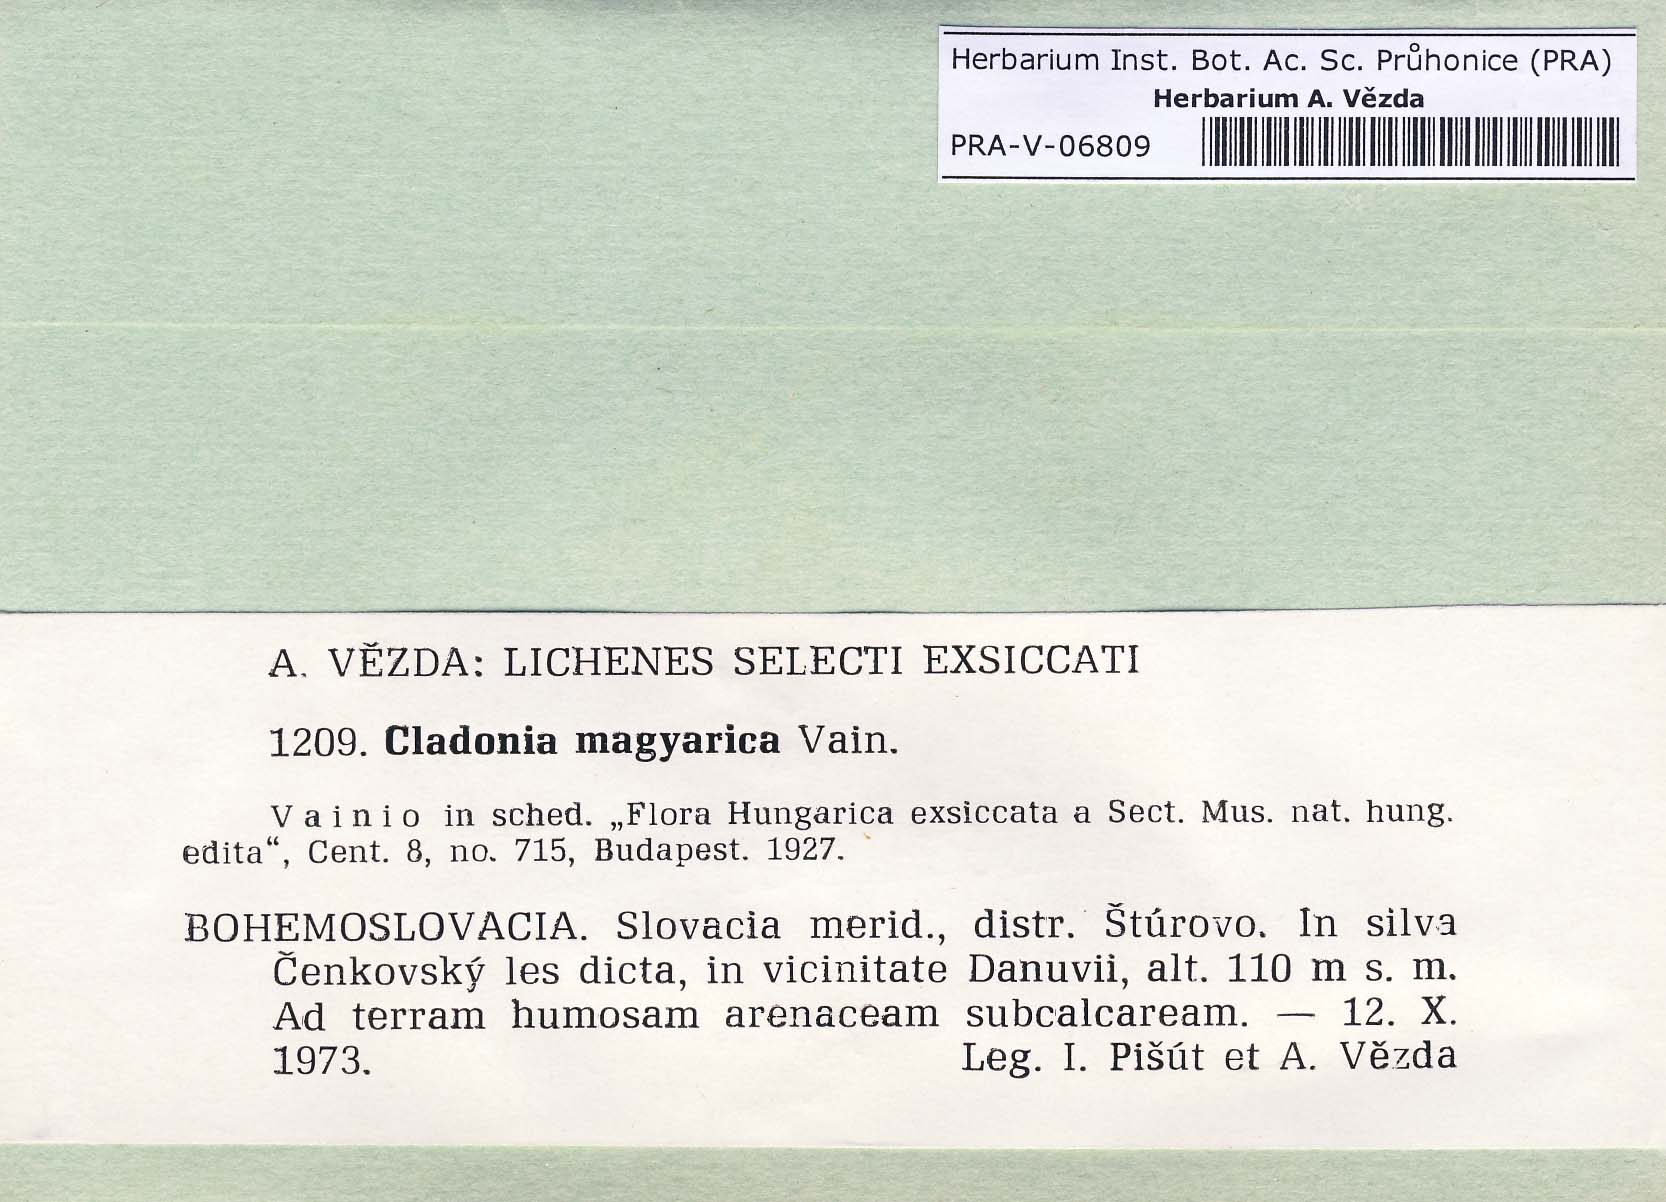 Herbarium Inst. Bot. Ac. Sc. Průhonice (PRA)
Herbarium A. Vězda
PRA-V-06809
A. VĚZDA: LICHENES SELECTI EXSICCATI
1209. Cladonia magyarica Vain.
Vainio in sched. „Flora Hungarica exsiccata a Sect. Mus. nat. hung.
edita“, Cent. 8, no. 715, Budapest. 1927.
BOHEMOSLOVACIA. Slovacia merid., distr. Štúrovo. In silva
Čenkovský les dicta, in vicinitate Danuvii, alt. 110 m s. m.
Ad terram humosam arenaceam subcalcaream. — 12. X.
1973. Leg. I. Pišút et A. Vězda